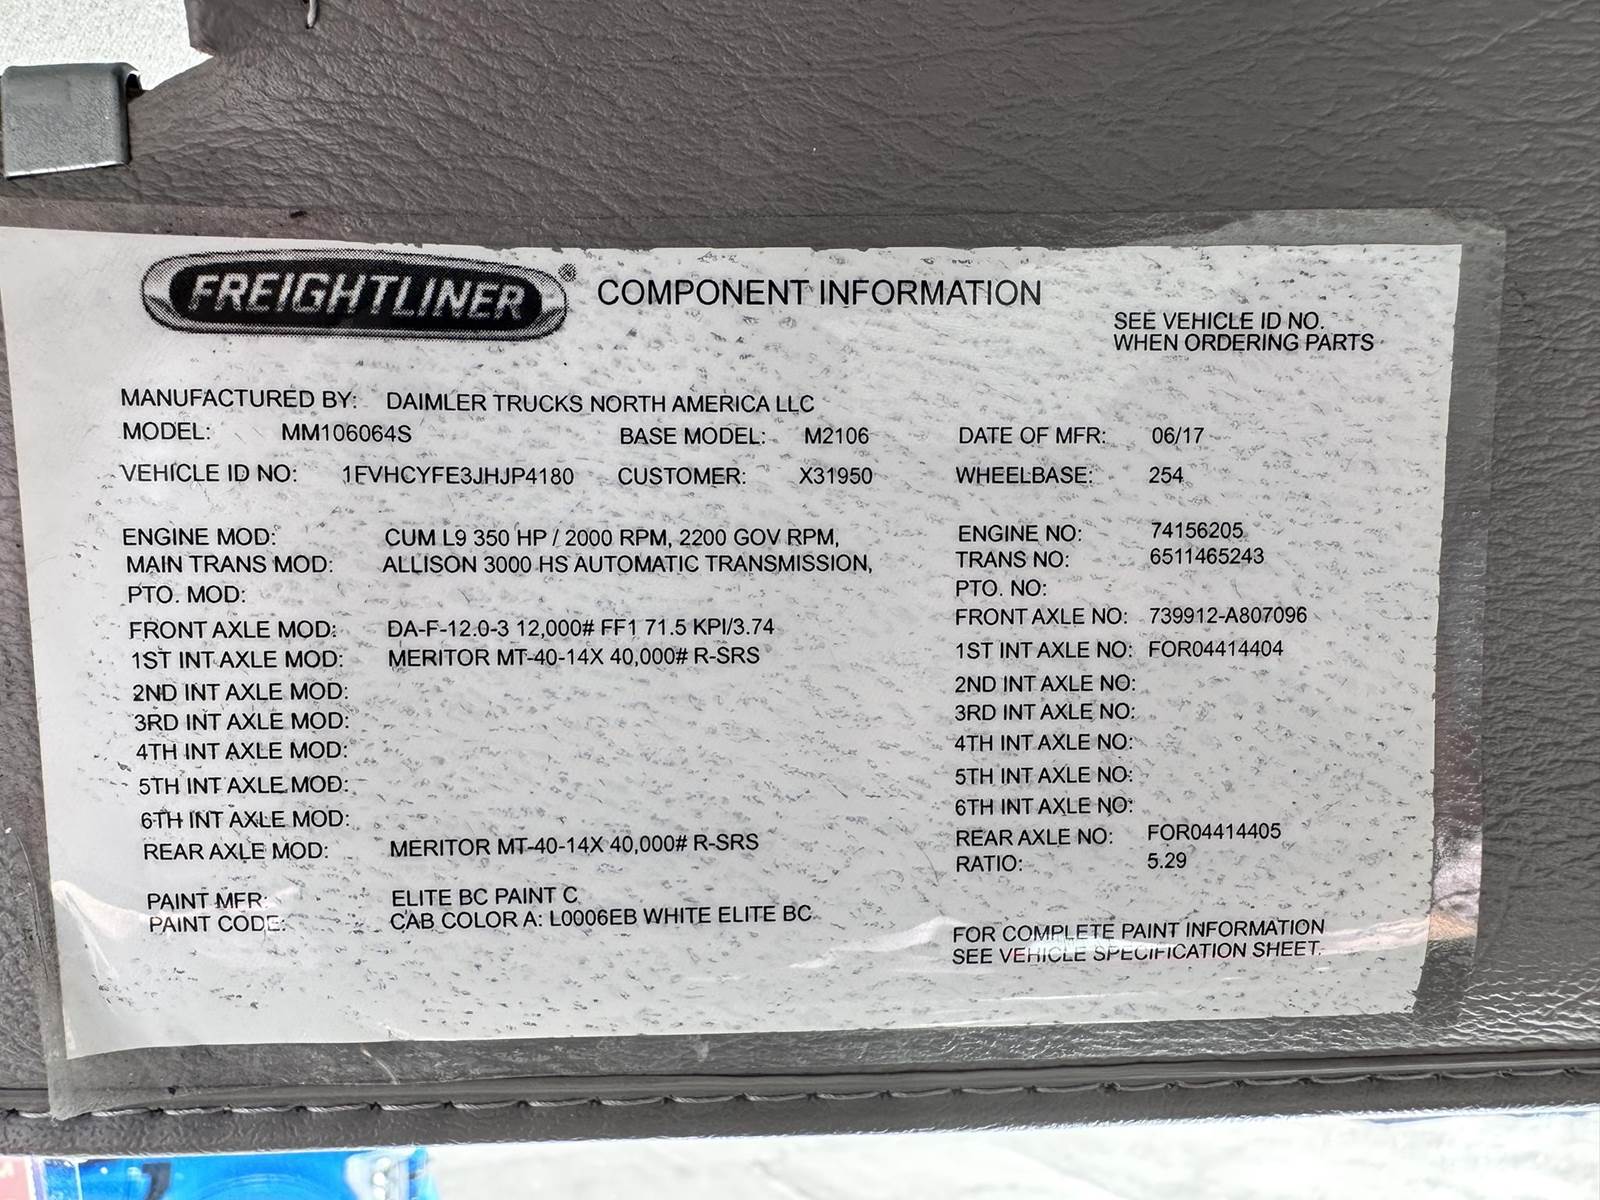 FREIGHTLINER® COMPONENT INFORMATION
SEE VEHICLE ID NO.
WHEN ORDERING PARTS
MANUFACTURED BY: DAIMLER TRUCKS NORTH AMERICA LLC
MODEL: MM106064S BASE MODEL: M2106 DATE OF MFR: 06/17
VEHICLE ID NO: 1FVHCYFE3JHJP4180 CUSTOMER: X31950 WHEELBASE: 254
ENGINE MOD: CUM L9 350 HP / 2000 RPM, 2200 GOV RPM, ENGINE NO: 74156205
MAIN TRANS MOD: ALLISON 3000 HS AUTOMATIC TRANSMISSION, TRANS NO: 6511465243
PTO. MOD: PTO. NO:
FRONT AXLE MOD: DA-F-12.0-3 12,000# FF1 71.5 KPI/3.74 FRONT AXLE NO: 739912-A807096
1ST INT AXLE MOD: MERITOR MT-40-14X 40,000# R-SRS 1ST INT AXLE NO: FOR04414404
2ND INT AXLE MOD: 2ND INT AXLE NO:
3RD INT AXLE MOD: 3RD INT AXLE NO:
4TH INT AXLE MOD: 4TH INT AXLE NO:
5TH INT AXLE MOD: 5TH INT AXLE NO:
6TH INT AXLE MOD: 6TH INT AXLE NO:
REAR AXLE MOD: MERITOR MT-40-14X 40,000# R-SRS REAR AXLE NO: FOR04414405
RATIO: 5.29
PAINT MFR: ELITE BC PAINT C
PAINT CODE: CAB COLOR A: L0006EB WHITE ELITE BC
FOR COMPLETE PAINT INFORMATION
SEE VEHICLE SPECIFICATION SHEET.